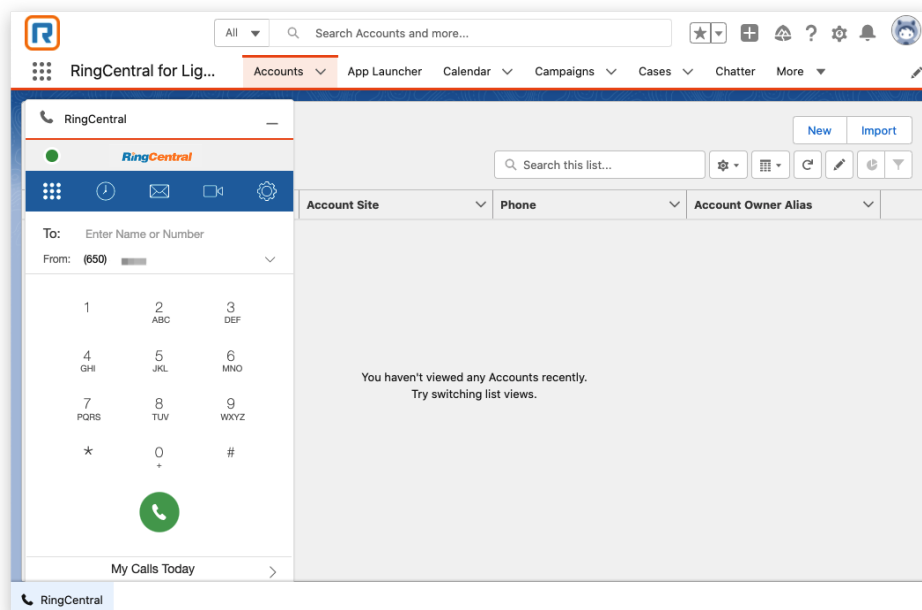 R
All
Search Accounts and more...
RingCentral for Lig...
Accounts
App Launcher
Calendar
Campaigns
Cases
Chatter
More
RingCentral
RingCentral
New
Import
Search this list...
Account Site
Phone
Account Owner Alias
To:
Enter Name or Number
From:
(650)
1
2
3
ABC
DEF
4
5
6
GHI
JKL
MNO
7
8
9
PQRS
TUV
WXYZ
*
0
#
+
You haven't viewed any Accounts recently.
Try switching list views.
My Calls Today
RingCentral